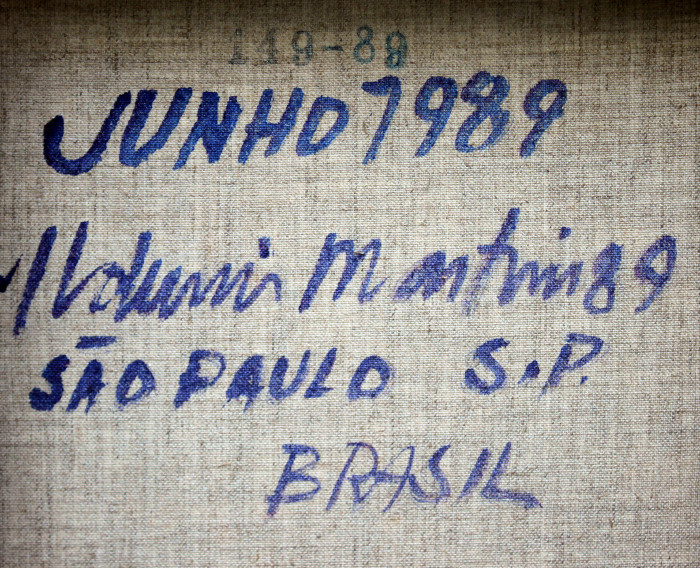 149-89
JUNHO 1989
Aldemir Martins 89
SÃO PAULO S.P.
BRASIL